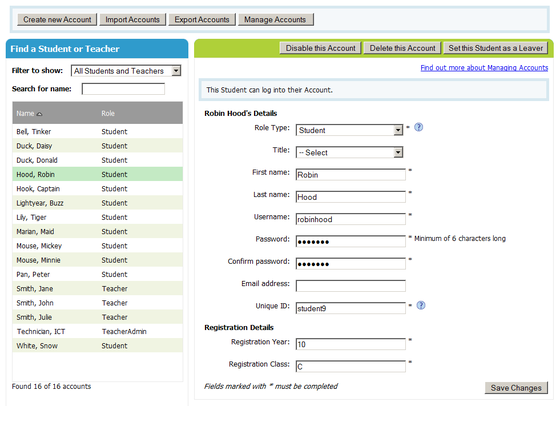 Create new Account Import Accounts Export Accounts Manage Accounts
Find a Student or Teacher
Filter to show: All Students and Teachers
Search for name:
Name Role
Bell, Tinker Student
Duck, Daisy Student
Duck, Donald Student
Hood, Robin Student
Hook, Captain Student
Lightyear, Buzz Student
Lily, Tiger Student
Marian, Maid Student
Mouse, Mickey Student
Mouse, Minnie Student
Pan, Peter Student
Smith, Jane Teacher
Smith, John Teacher
Smith, Julie Teacher
Technician, ICT TeacherAdmin
White, Snow Student
Found 16 of 16 accounts
Disable this Account Delete this Account Set this Student as a Leaver
Find out more about Managing Accounts
This Student can log into their Account.
Robin Hood's Details
Role Type: Student * ?
Title: -- Select
First name: Robin *
Last name: Hood *
Username: robinhood *
Password: ●●●●●●● * Minimum of 6 characters long
Confirm password: ●●●●●●● *
Email address:
Unique ID: student9 * ?
Registration Details
Registration Year: 10 *
Registration Class: C *
Fields marked with * must be completed
Save Changes